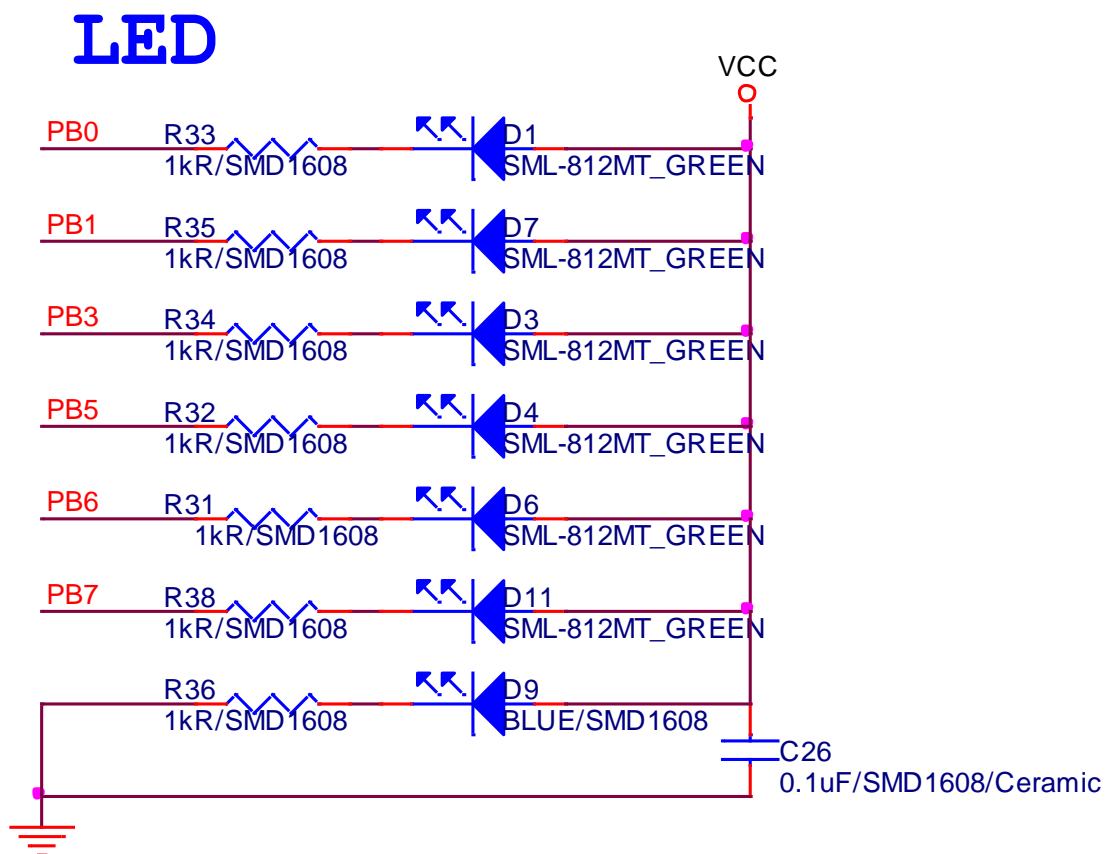 LED
VCC
PB0
R33
1kR/SMD1608
D1
SML-812MT_GREEN
PB1
R35
1kR/SMD1608
D7
SML-812MT_GREEN
PB3
R34
1kR/SMD1608
D3
SML-812MT_GREEN
PB5
R32
1kR/SMD1608
D4
SML-812MT_GREEN
PB6
R31
1kR/SMD1608
D6
SML-812MT_GREEN
PB7
R38
1kR/SMD1608
D11
SML-812MT_GREEN
R36
1kR/SMD1608
D9
BLUE/SMD1608
C26
0.1uF/SMD1608/Ceramic